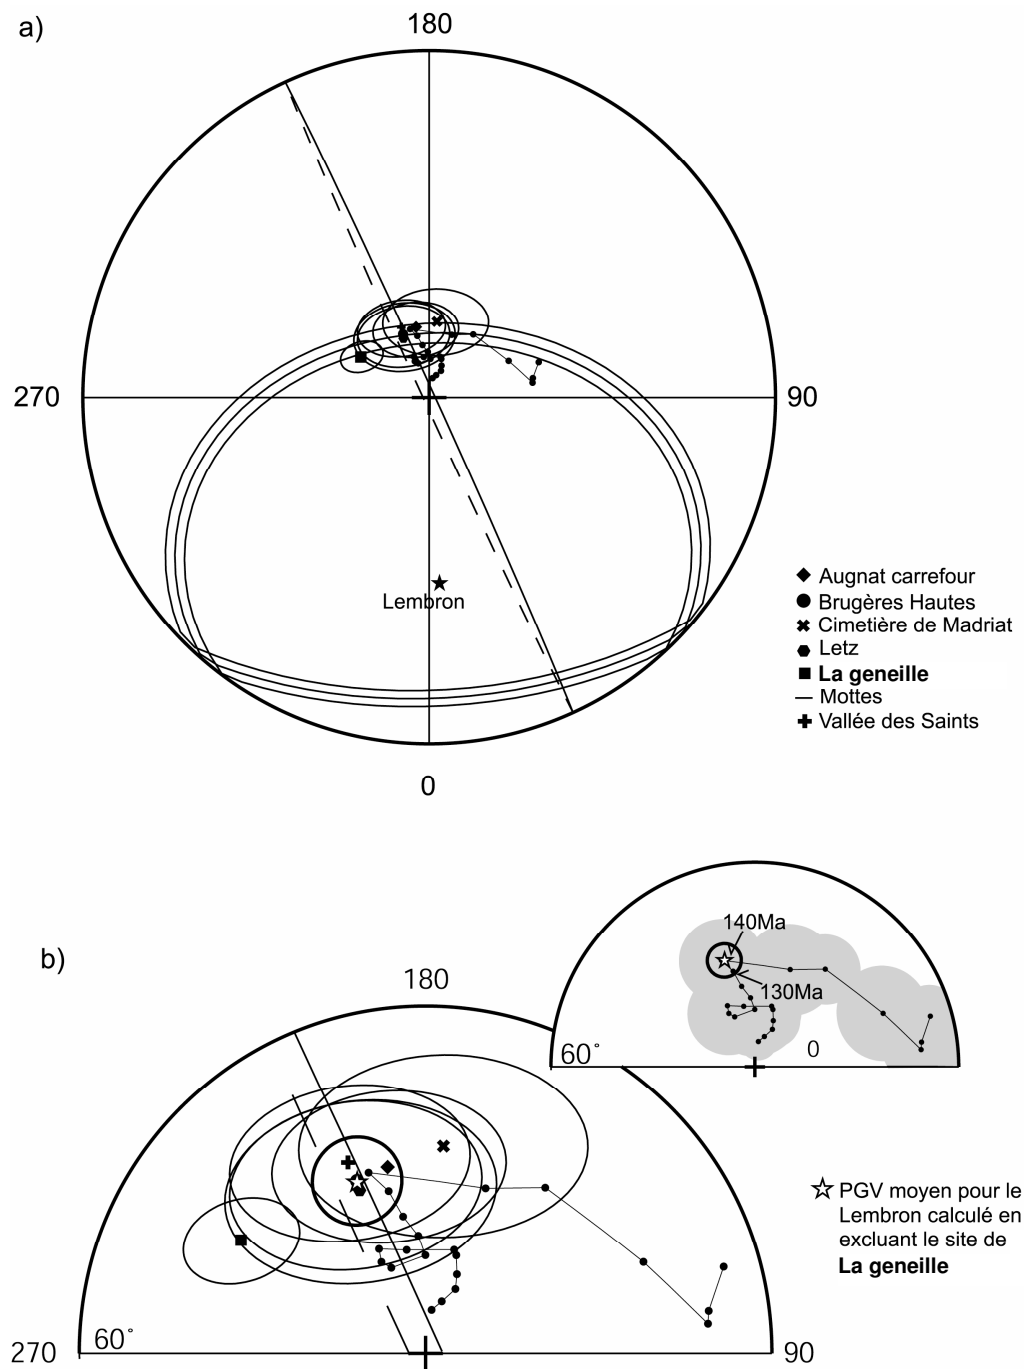 a)
180
270
90
Lembron
Augnat carrefour
Brugères Hautes
Cimetière de Madriat
Letz
La geneille
Mottes
Vallée des Saints
0
b)
140Ma
130Ma
60°
0
180
PGV moyen pour le
Lembron calculé en
excluant le site de
La geneille
60°
270
90